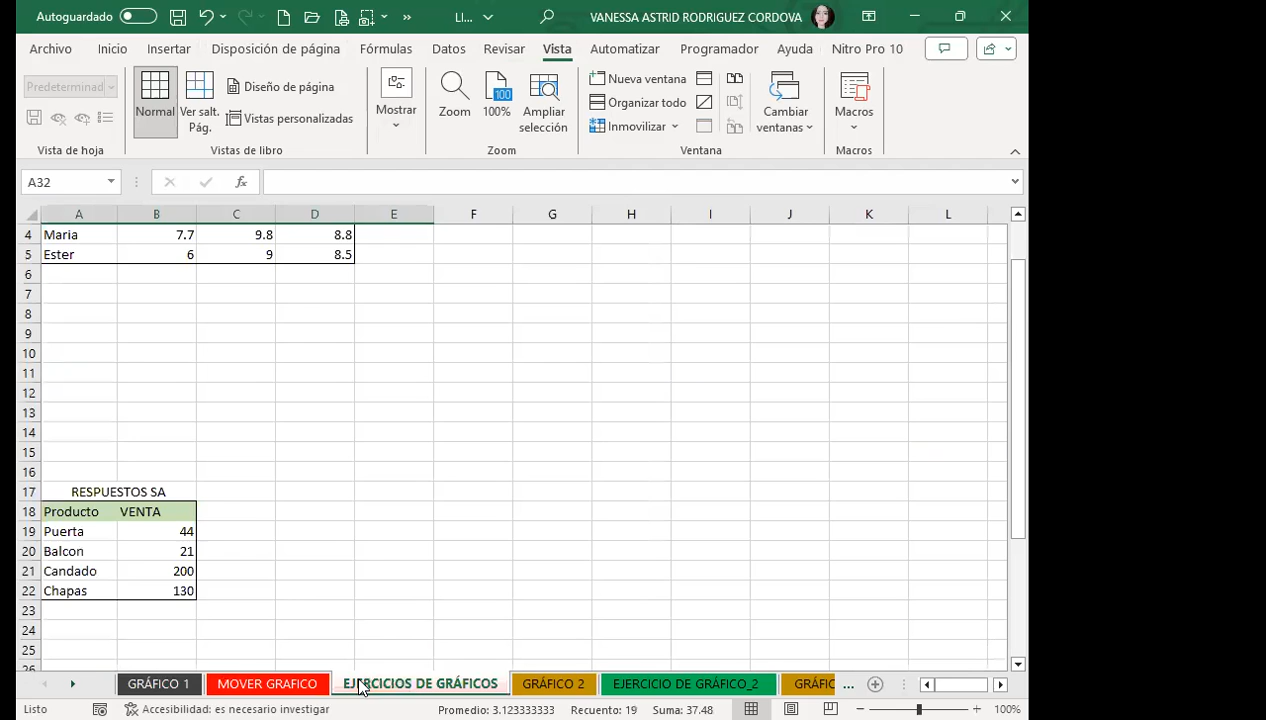 Autoguardado
LI...
VANESSA ASTRID RODRIGUEZ CORDOVA
Archivo Inicio Insertar Disposición de página Fórmulas Datos Revisar Vista Automatizar Programador Ayuda Nitro Pro 10
Predeterminad
Normal
Ver salt. Pág.
Diseño de página
Vistas personalizadas
Mostrar
Zoom
100
100%
Ampliar selección
Nueva ventana
Organizar todo
Inmovilizar
Cambiar ventanas
Macros
Vista de hoja Vistas de libro Zoom Ventana Macros
A32 fx
A B C D E F G H I J K L
4 Maria 7.7 9.8 8.8
5 Ester 6 9 8.5
6
7
8
9
10
11
12
13
14
15
16
17 RESPUESTOS SA
18 Producto VENTA
19 Puerta 44
20 Balcon 21
21 Candado 200
22 Chapas 130
23
24
25
26
GRÁFICO 1 MOVER GRAFICO EJERCICIOS DE GRÁFICOS GRÁFICO 2 EJERCICIO DE GRÁFICO_2 GRÁFIC ...
Listo Accesibilidad: es necesario investigar Promedio: 3.123333333 Recuento: 19 Suma: 37.48 100%